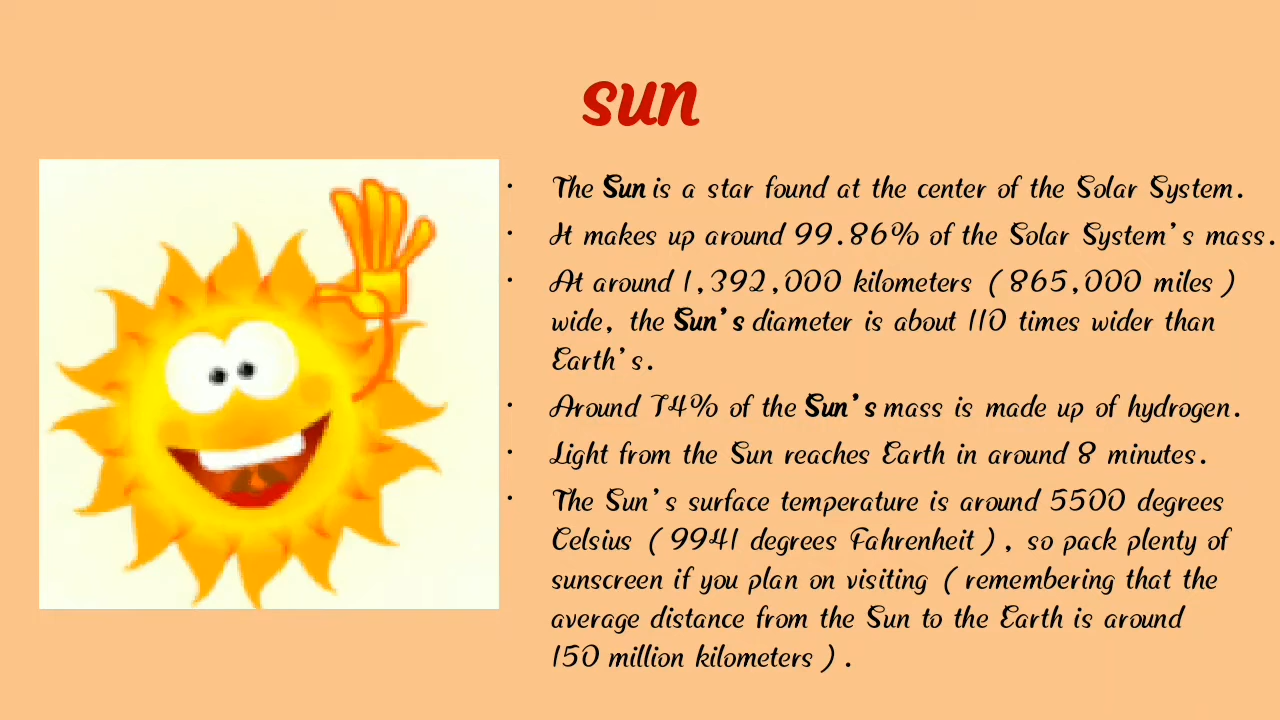 sun
· The Sun is a star found at the center of the Solar System.
· It makes up around 99.86% of the Solar System's mass.
· At around 1,392,000 kilometers (865,000 miles)
wide, the Sun's diameter is about 110 times wider than
Earth's.
· Around 74% of the Sun's mass is made up of hydrogen.
· Light from the Sun reaches Earth in around 8 minutes.
· The Sun's surface temperature is around 5500 degrees
Celsius (9941 degrees Fahrenheit), so pack plenty of
sunscreen if you plan on visiting (remembering that the
average distance from the Sun to the Earth is around
150 million kilometers).